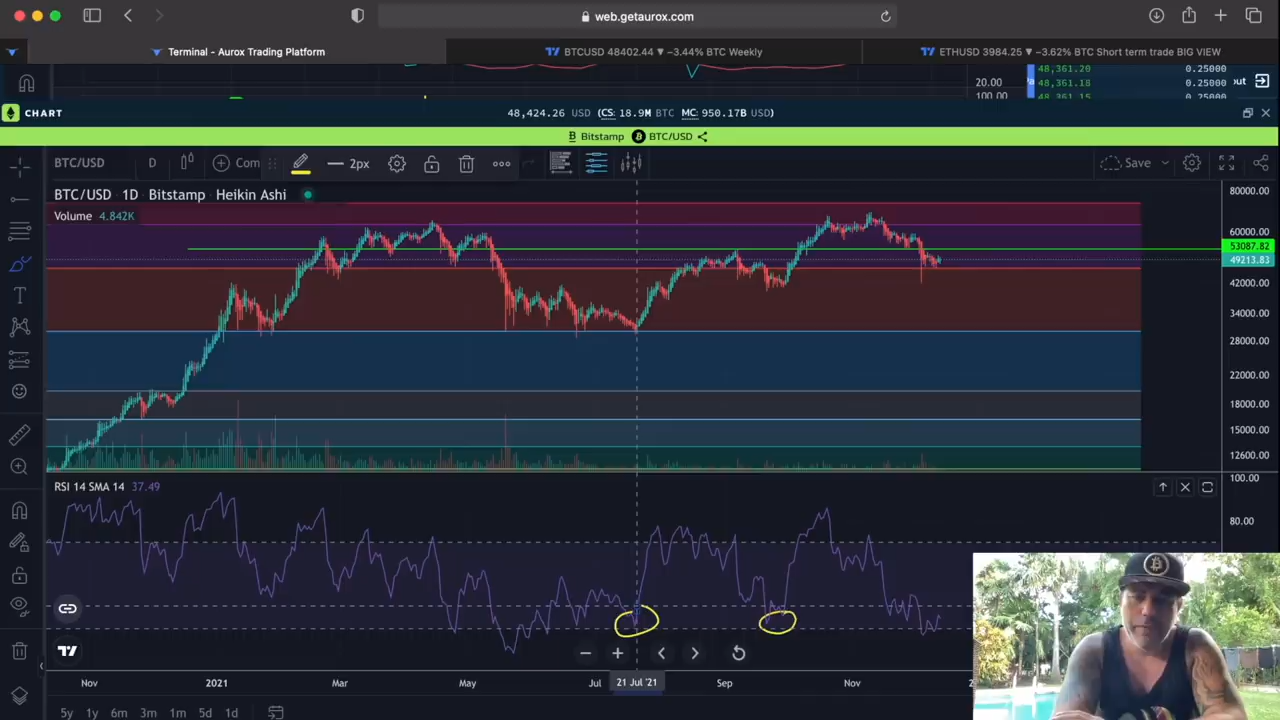 web.getaurox.com
Terminal - Aurox Trading Platform
BTCUSD 48402.44 ▼ −3.44% BTC Weekly
ETHUSD 3984.25 ▼ −3.62% BTC Short term trade BIG VIEW
20.00
100.00
48,361.20 0.25000
48,361.18 0.25000
48,361.15 0.25000
out
CHART
48,424.26 USD (CS: 18.9M BTC MC: 950.17B USD)
Bitstamp BTC/USD
BTC/USD D Com 2px Save
BTC/USD 1D Bitstamp Heikin Ashi
Volume 4.842K
80000.00
60000.00
53087.82
49213.83
42000.00
34000.00
28000.00
22000.00
18000.00
15000.00
12600.00
RSI 14 SMA 14 37.49
100.00
80.00
Nov 2021 Mar May Jul 21 Jul '21 Sep Nov
5y 1y 6m 3m 1m 5d 1d